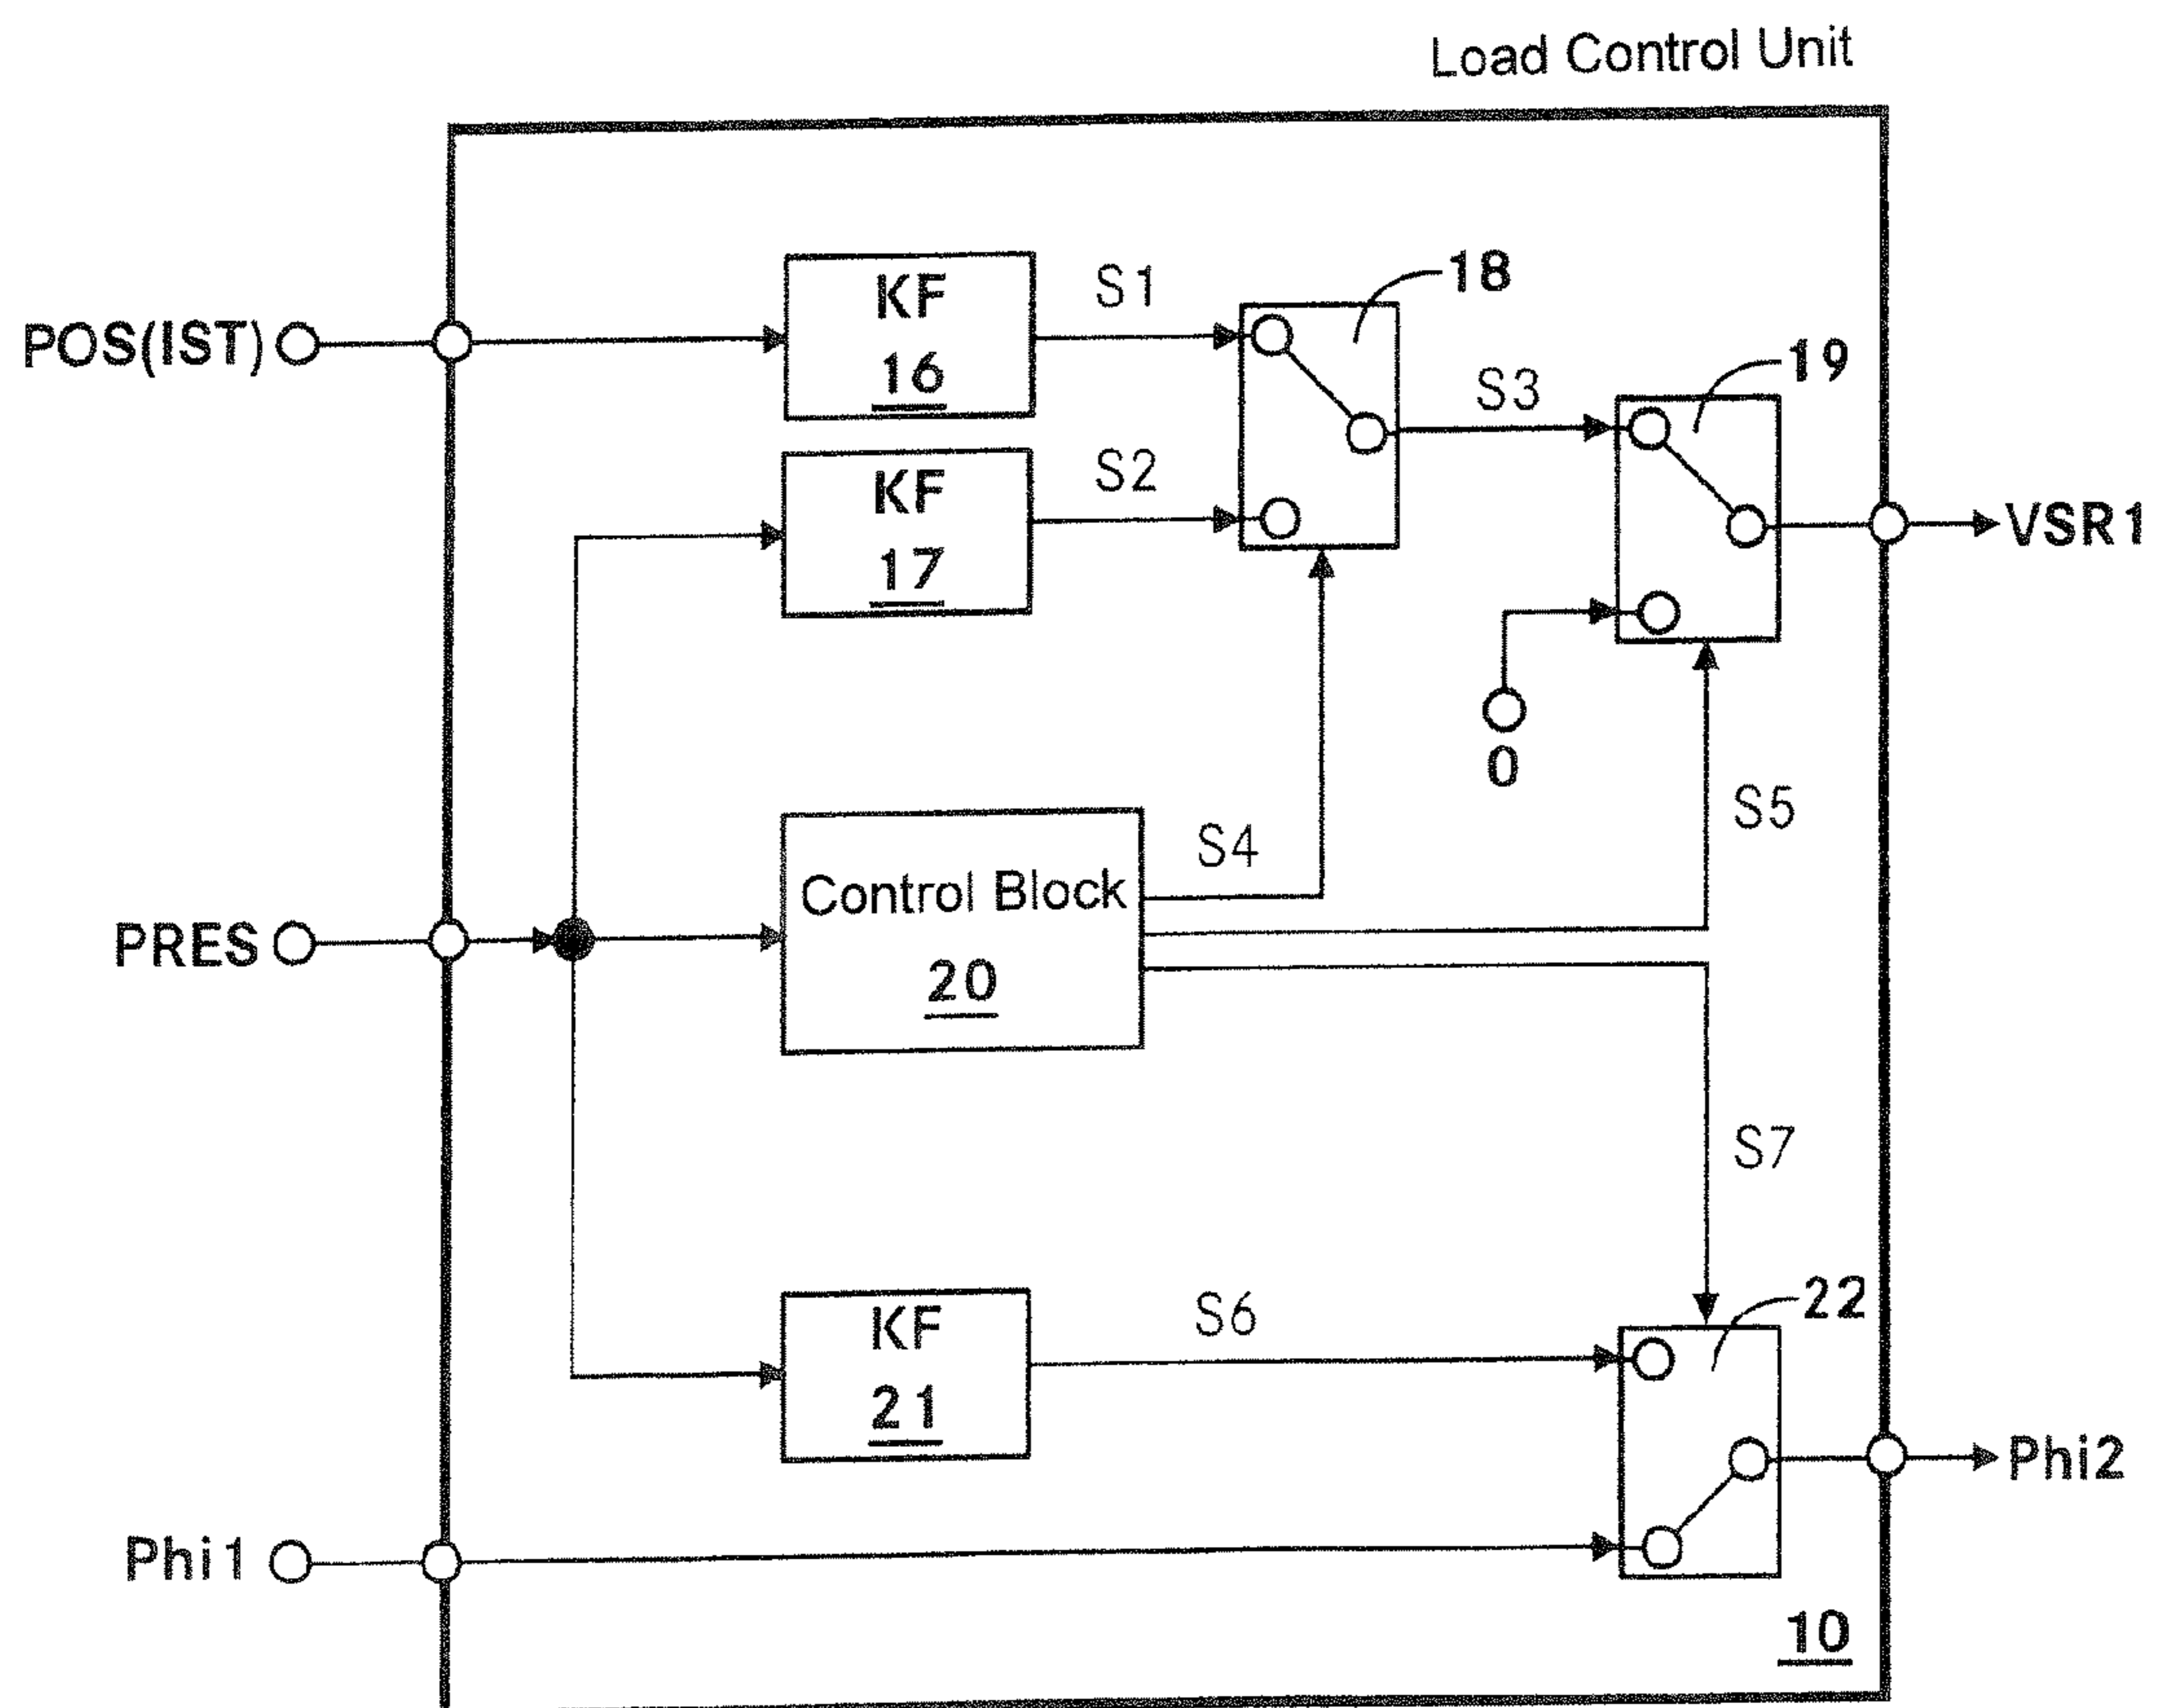 Load Control Unit
KF
16
S1
18
POS(IST)
19
S3
KF
17
S2
VSR1
0
S5
S4
Control Block
20
PRES
S7
22
KF
21
S6
Phi2
Phi1
10